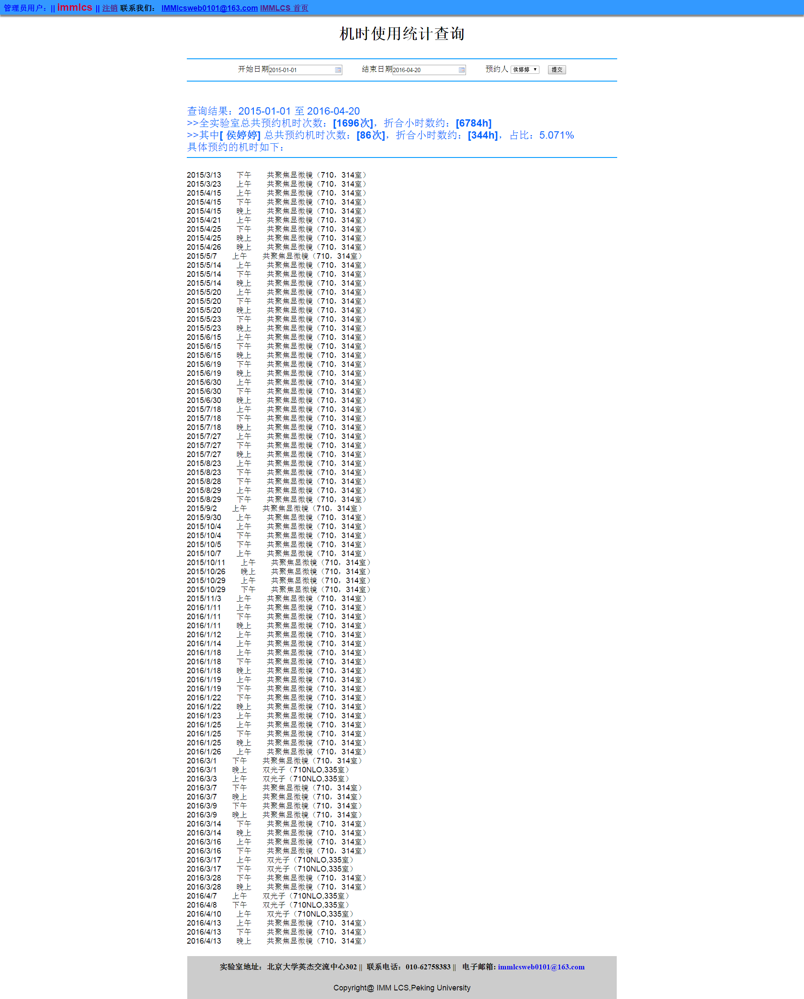 管理员用户：|| immlcs || 注销 联系我们： IMMlcsweb0101@163.com IMMLCS 首页
机时使用统计查询
开始日期 2015-01-01 结束日期 2016-04-20 预约人 侯婷婷 提交
查询结果：2015-01-01 至 2016-04-20
>>全实验室总共预约机时次数：[1696次]，折合小时数约：[6784h]
>>其中[ 侯婷婷] 总共预约机时次数：[86次]，折合小时数约：[344h]，占比：5.071%
具体预约的机时如下：
2015/3/13 下午 共聚焦显微镜（710，314室）
2015/3/23 上午 共聚焦显微镜（710，314室）
2015/4/15 上午 共聚焦显微镜（710，314室）
2015/4/15 下午 共聚焦显微镜（710，314室）
2015/4/15 晚上 共聚焦显微镜（710，314室）
2015/4/21 上午 共聚焦显微镜（710，314室）
2015/4/25 下午 共聚焦显微镜（710，314室）
2015/4/25 晚上 共聚焦显微镜（710，314室）
2015/4/26 晚上 共聚焦显微镜（710，314室）
2015/5/7 上午 共聚焦显微镜（710，314室）
2015/5/14 上午 共聚焦显微镜（710，314室）
2015/5/14 下午 共聚焦显微镜（710，314室）
2015/5/14 晚上 共聚焦显微镜（710，314室）
2015/5/20 上午 共聚焦显微镜（710，314室）
2015/5/20 下午 共聚焦显微镜（710，314室）
2015/5/20 晚上 共聚焦显微镜（710，314室）
2015/5/23 下午 共聚焦显微镜（710，314室）
2015/5/23 晚上 共聚焦显微镜（710，314室）
2015/6/15 上午 共聚焦显微镜（710，314室）
2015/6/15 下午 共聚焦显微镜（710，314室）
2015/6/15 晚上 共聚焦显微镜（710，314室）
2015/6/19 下午 共聚焦显微镜（710，314室）
2015/6/19 晚上 共聚焦显微镜（710，314室）
2015/6/30 上午 共聚焦显微镜（710，314室）
2015/6/30 下午 共聚焦显微镜（710，314室）
2015/6/30 晚上 共聚焦显微镜（710，314室）
2015/7/18 上午 共聚焦显微镜（710，314室）
2015/7/18 下午 共聚焦显微镜（710，314室）
2015/7/18 晚上 共聚焦显微镜（710，314室）
2015/7/27 上午 共聚焦显微镜（710，314室）
2015/7/27 下午 共聚焦显微镜（710，314室）
2015/7/27 晚上 共聚焦显微镜（710，314室）
2015/8/23 上午 共聚焦显微镜（710，314室）
2015/8/23 下午 共聚焦显微镜（710，314室）
2015/8/28 下午 共聚焦显微镜（710，314室）
2015/8/29 上午 共聚焦显微镜（710，314室）
2015/8/29 下午 共聚焦显微镜（710，314室）
2015/9/2 上午 共聚焦显微镜（710，314室）
2015/9/30 上午 共聚焦显微镜（710，314室）
2015/10/4 上午 共聚焦显微镜（710，314室）
2015/10/4 下午 共聚焦显微镜（710，314室）
2015/10/5 下午 共聚焦显微镜（710，314室）
2015/10/7 上午 共聚焦显微镜（710，314室）
2015/10/11 上午 共聚焦显微镜（710，314室）
2015/10/26 晚上 共聚焦显微镜（710，314室）
2015/10/29 上午 共聚焦显微镜（710，314室）
2015/10/29 下午 共聚焦显微镜（710，314室）
2015/11/3 上午 共聚焦显微镜（710，314室）
2016/1/11 上午 共聚焦显微镜（710，314室）
2016/1/11 下午 共聚焦显微镜（710，314室）
2016/1/11 晚上 共聚焦显微镜（710，314室）
2016/1/12 上午 共聚焦显微镜（710，314室）
2016/1/14 上午 共聚焦显微镜（710，314室）
2016/1/18 上午 共聚焦显微镜（710，314室）
2016/1/18 下午 共聚焦显微镜（710，314室）
2016/1/18 晚上 共聚焦显微镜（710，314室）
2016/1/19 上午 共聚焦显微镜（710，314室）
2016/1/19 下午 共聚焦显微镜（710，314室）
2016/1/22 下午 共聚焦显微镜（710，314室）
2016/1/22 晚上 共聚焦显微镜（710，314室）
2016/1/23 上午 共聚焦显微镜（710，314室）
2016/1/25 上午 共聚焦显微镜（710，314室）
2016/1/25 下午 共聚焦显微镜（710，314室）
2016/1/25 晚上 共聚焦显微镜（710，314室）
2016/1/26 上午 共聚焦显微镜（710，314室）
2016/3/1 下午 共聚焦显微镜（710，314室）
2016/3/1 晚上 双光子（710NLO,335室）
2016/3/3 上午 双光子（710NLO,335室）
2016/3/7 下午 共聚焦显微镜（710，314室）
2016/3/7 晚上 共聚焦显微镜（710，314室）
2016/3/9 下午 共聚焦显微镜（710，314室）
2016/3/9 晚上 共聚焦显微镜（710，314室）
2016/3/14 下午 共聚焦显微镜（710，314室）
2016/3/14 晚上 共聚焦显微镜（710，314室）
2016/3/16 上午 共聚焦显微镜（710，314室）
2016/3/16 下午 共聚焦显微镜（710，314室）
2016/3/17 上午 双光子（710NLO,335室）
2016/3/17 下午 双光子（710NLO,335室）
2016/3/28 下午 共聚焦显微镜（710，314室）
2016/3/28 晚上 共聚焦显微镜（710，314室）
2016/4/7 上午 双光子（710NLO,335室）
2016/4/8 下午 双光子（710NLO,335室）
2016/4/10 上午 双光子（710NLO,335室）
2016/4/13 上午 共聚焦显微镜（710，314室）
2016/4/13 下午 共聚焦显微镜（710，314室）
2016/4/13 晚上 共聚焦显微镜（710，314室）
实验室地址：北京大学英杰交流中心302 || 联系电话：010-62758383 || 电子邮箱: immlcsweb0101@163.com
Copyright@ IMM LCS,Peking University